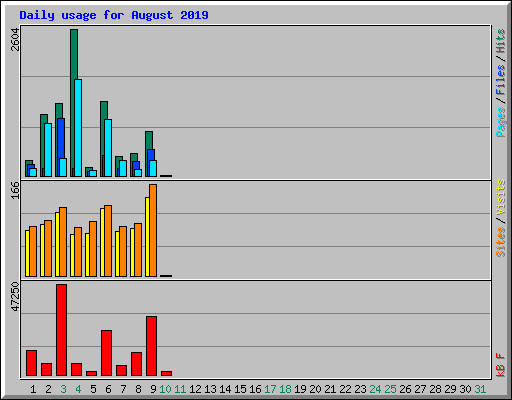 Daily usage for August 2019
2604
Pages/Files/Hits
166
Sites/Visits
47250
kB F
1 2 3 4 5 6 7 8 9 10 11 12 13 14 15 16 17 18 19 20 21 22 23 24 25 26 27 28 29 30 31